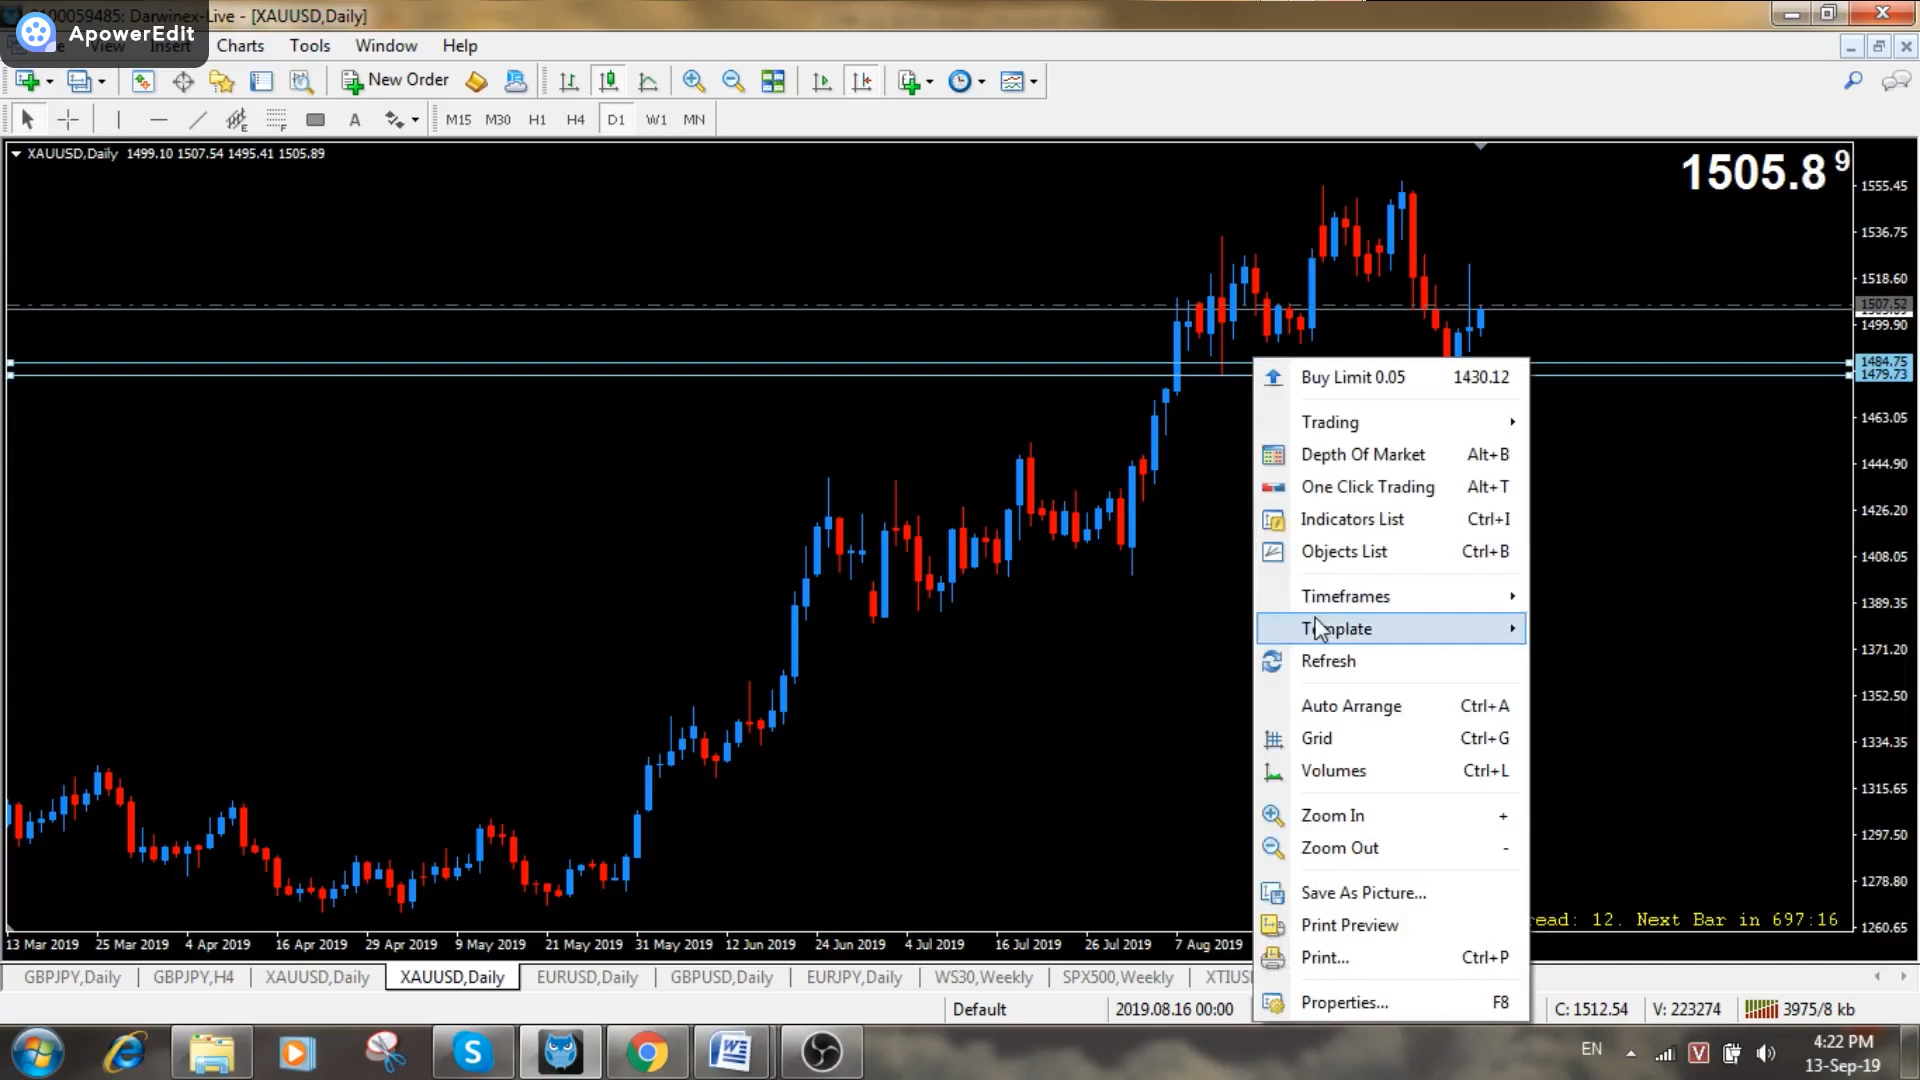 2100059485: Darwinex-Live - [XAUUSD,Daily]
ApowerEdit
View Insert Charts Tools Window Help
New Order
E F A M15 M30 H1 H4 D1 W1 MN
XAUUSD,Daily 1499.10 1507.54 1495.41 1505.89
1505.89
1555.45
1536.75
1518.60
1507.52
1499.90
1484.75
1479.73
1463.05
1444.90
1426.20
1408.05
1389.35
1371.20
1352.50
1334.35
1315.65
1297.50
1278.80
1260.65
Buy Limit 0.05 1430.12
Trading
Depth Of Market Alt+B
One Click Trading Alt+T
Indicators List Ctrl+I
Objects List Ctrl+B
Timeframes
Template
Refresh
Auto Arrange Ctrl+A
Grid Ctrl+G
Volumes Ctrl+L
Zoom In +
Zoom Out -
Save As Picture...
Print Preview
Print... Ctrl+P
Properties... F8
read: 12. Next Bar in 697:16
13 Mar 2019 25 Mar 2019 4 Apr 2019 16 Apr 2019 29 Apr 2019 9 May 2019 21 May 2019 31 May 2019 12 Jun 2019 24 Jun 2019 4 Jul 2019 16 Jul 2019 26 Jul 2019 7 Aug 2019
GBPJPY,Daily GBPJPY,H4 XAUUSD,Daily XAUUSD,Daily EURUSD,Daily GBPUSD,Daily EURJPY,Daily WS30,Weekly SPX500,Weekly XTIUS
Default 2019.08.16 00:00 C: 1512.54 V: 223274 3975/8 kb
EN 4:22 PM
13-Sep-19